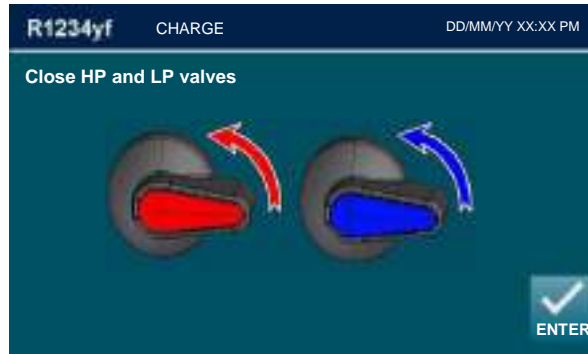 R1234yf CHARGE DD/MM/YY XX:XX PM
Close HP and LP valves
ENTER